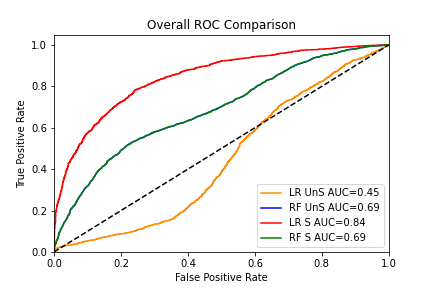 Overall ROC Comparison
True Positive Rate
1.0
0.8
0.6
0.4
0.2
0.0
LR UnS AUC=0.45
RF UnS AUC=0.69
LR S AUC=0.84
RF S AUC=0.69
0.0 0.2 0.4 0.6 0.8 1.0
False Positive Rate